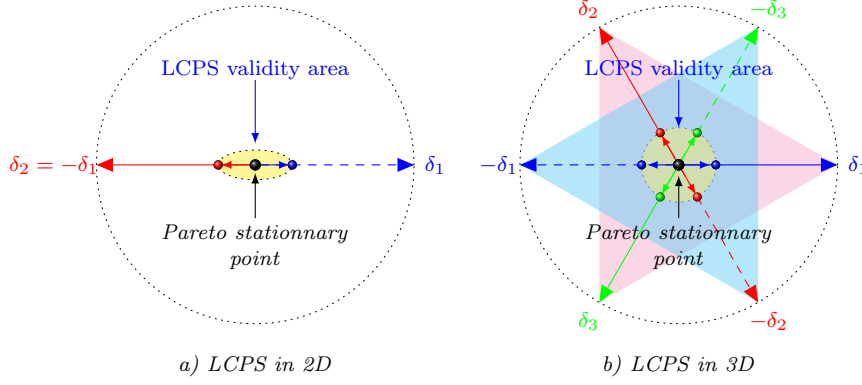 LCPS validity area
δ₂ = −δ₁
δ₁
Pareto stationnary
point
a) LCPS in 2D
δ₂
−δ₃
LCPS validity area
−δ₁
δ₁
Pareto stationnary
point
δ₃
−δ₂
b) LCPS in 3D